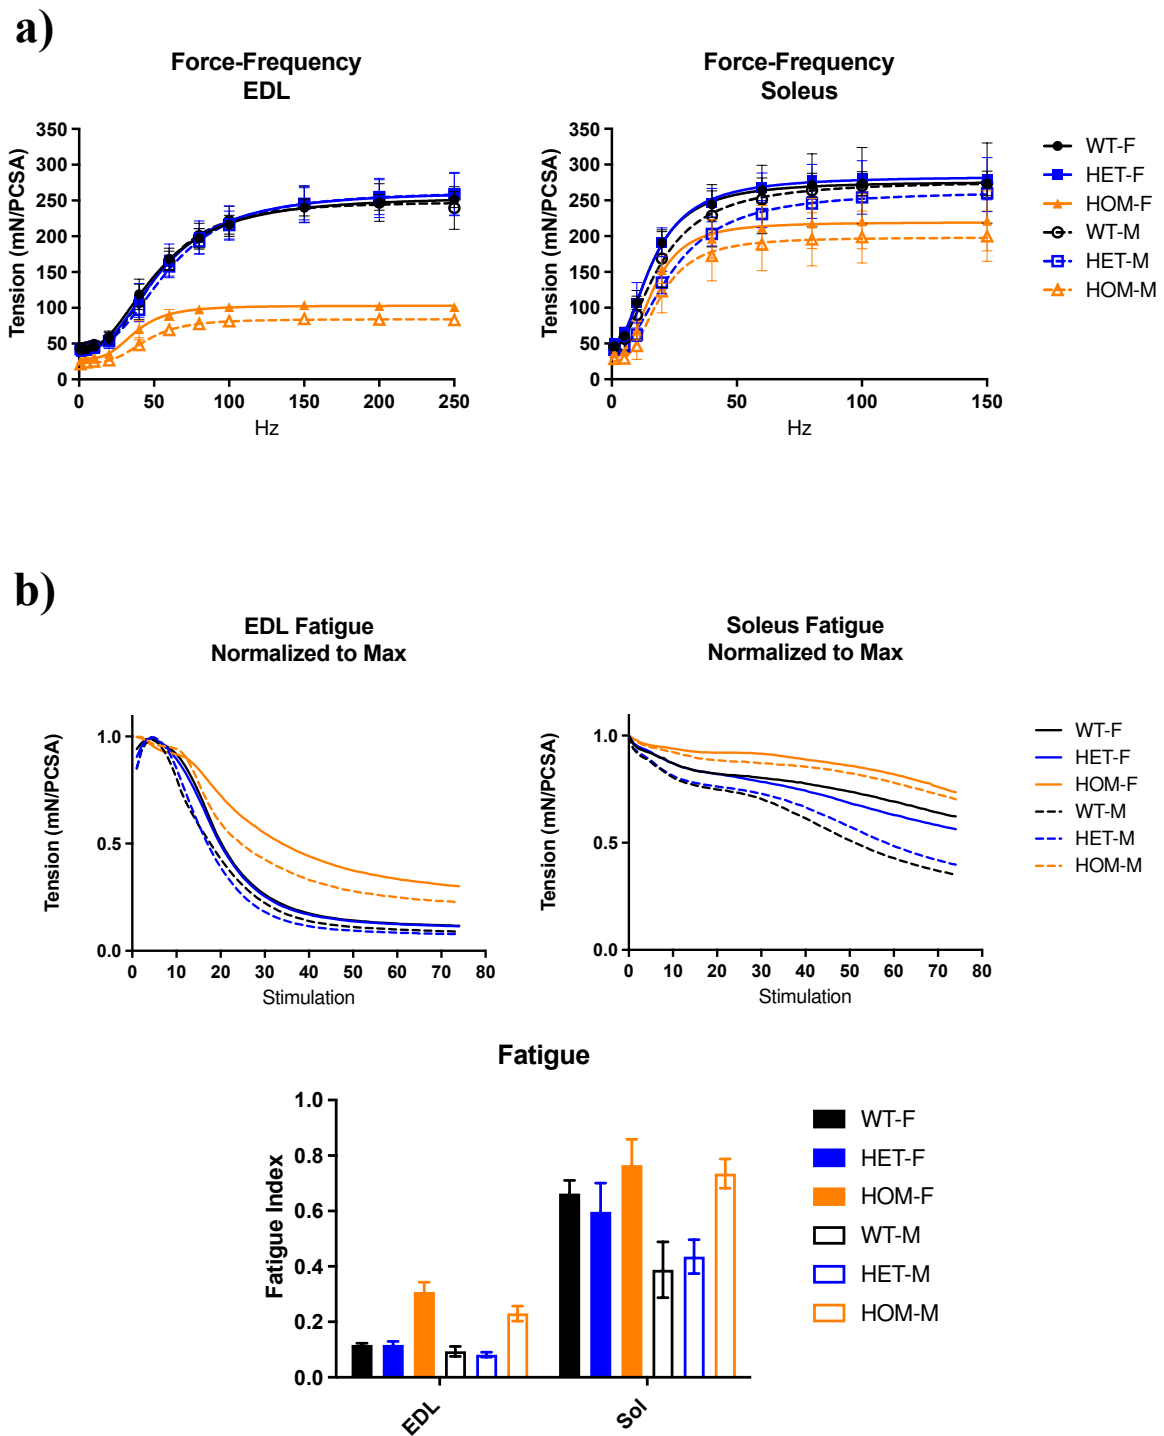 a)
Force-Frequency
EDL
Tension (mN/PCSA)
350
300
250
200
150
100
50
0
0
50
100
150
200
250
Hz
Force-Frequency
Soleus
Tension (mN/PCSA)
350
300
250
200
150
100
50
0
0
50
100
150
Hz
WT-F
HET-F
HOM-F
WT-M
HET-M
HOM-M
b)
EDL Fatigue
Normalized to Max
Tension (mN/PCSA)
1.0
0.5
0.0
0
10
20
30
40
50
60
70
80
Stimulation
Soleus Fatigue
Normalized to Max
Tension (mN/PCSA)
1.0
0.5
0.0
0
10
20
30
40
50
60
70
80
Stimulation
WT-F
HET-F
HOM-F
WT-M
HET-M
HOM-M
Fatigue
Fatigue Index
1.0
0.8
0.6
0.4
0.2
0.0
EDL
Sol
WT-F
HET-F
HOM-F
WT-M
HET-M
HOM-M